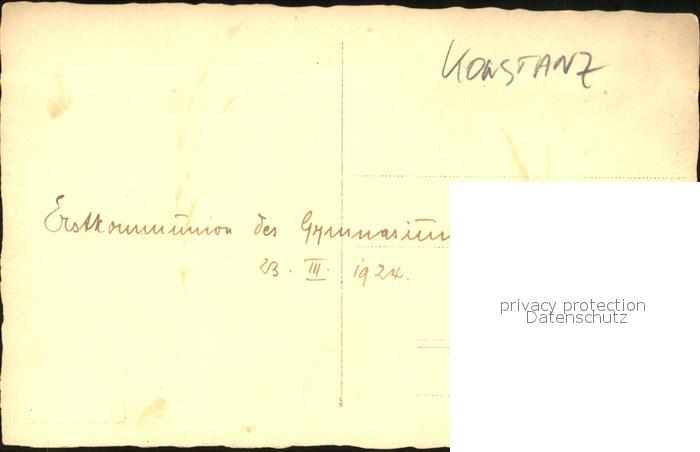 KONSTANZ
Erstkommunion des Gymnasium
23. III. 1924.
privacy protection
Datenschutz